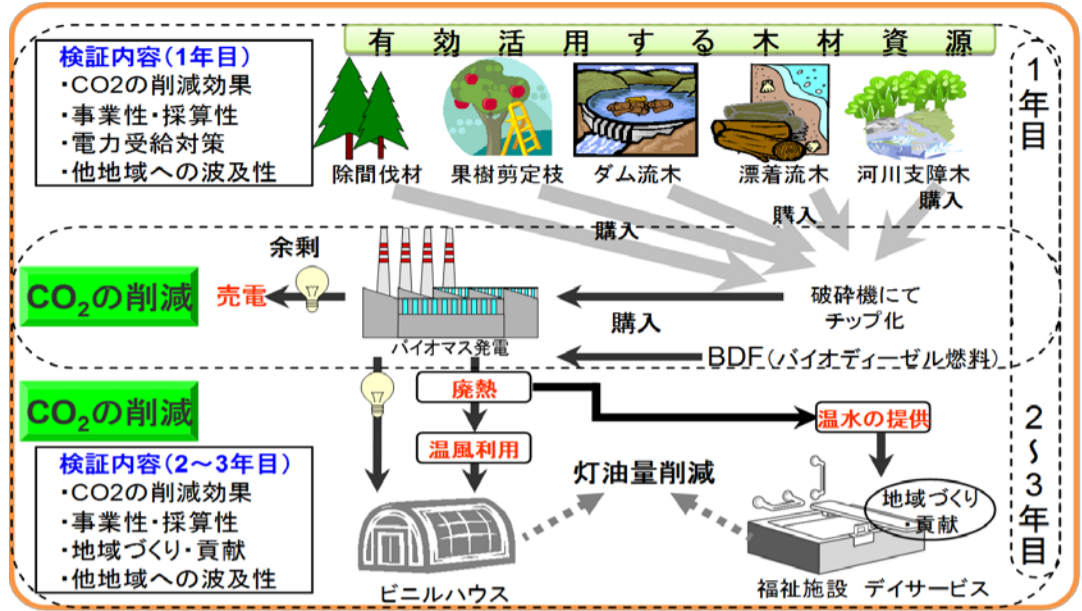 有効活用する木材資源
検証内容(1年目)
・CO2の削減効果
・事業性・採算性
・電力受給対策
・他地域への波及性
1年目
除間伐材
果樹剪定枝
ダム流木
漂着流木
河川支障木
購入
購入
購入
余剰
CO2の削減
売電
破砕機にて
チップ化
購入
バイオマス発電
BDF(バイオディーゼル燃料)
CO2の削減
廃熱
温風利用
温水の提供
2~3年目
検証内容(2~3年目)
・CO2の削減効果
・事業性・採算性
・地域づくり・貢献
・他地域への波及性
灯油量削減
地域づくり
・貢献
ビニルハウス
福祉施設 デイサービス